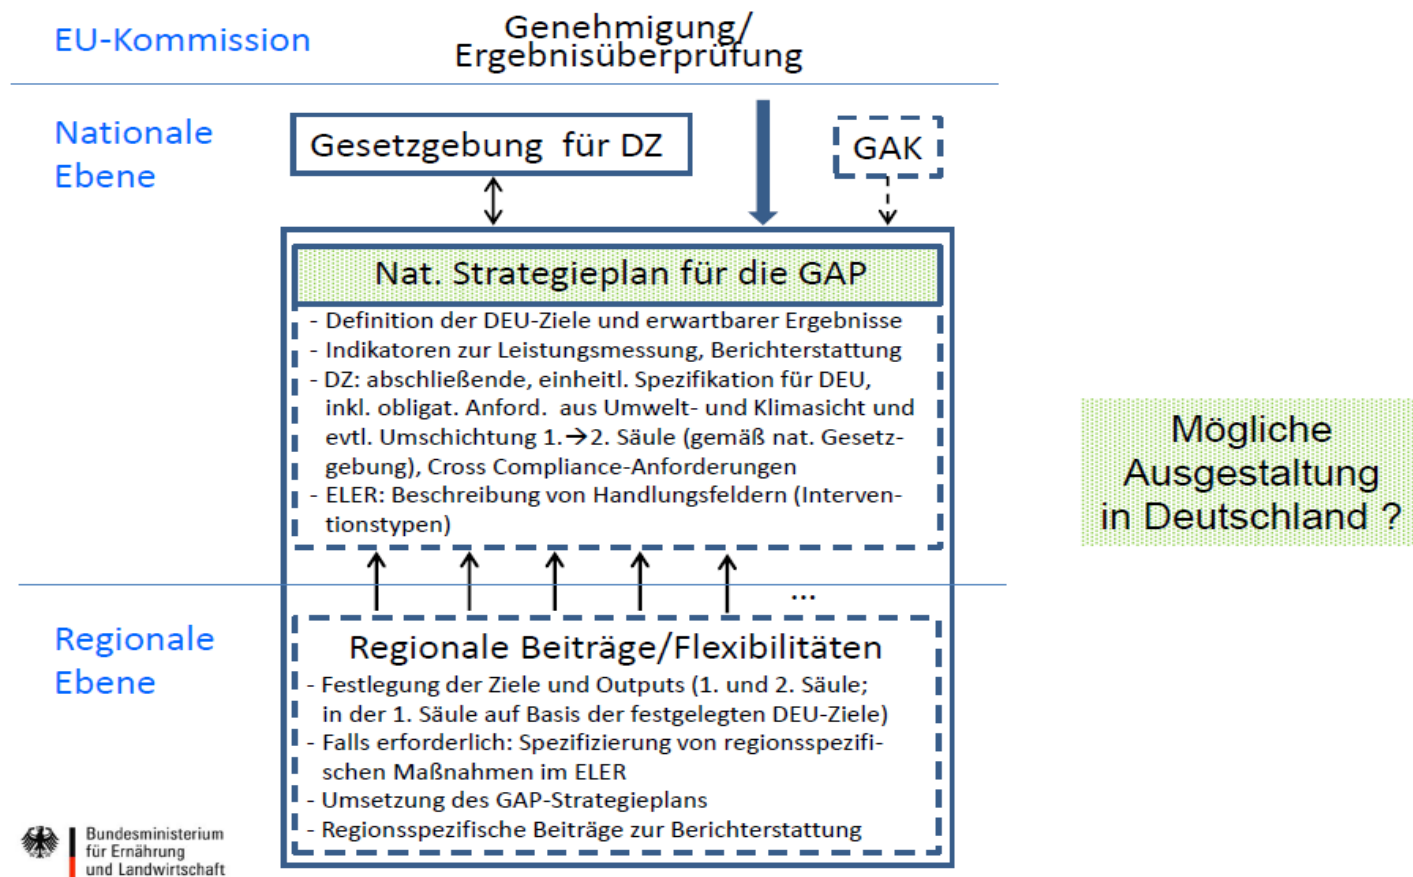 EU-Kommission
Genehmigung/
Ergebnisüberprüfung
Nationale
Ebene
Gesetzgebung für DZ
GAK
Nat. Strategieplan für die GAP
- Definition der DEU-Ziele und erwartbarer Ergebnisse
- Indikatoren zur Leistungsmessung, Berichterstattung
- DZ: abschließende, einheitl. Spezifikation für DEU,
inkl. obligat. Anford. aus Umwelt- und Klimasicht und
evtl. Umschichtung 1.→2. Säule (gemäß nat. Gesetz-
gebung), Cross Compliance-Anforderungen
- ELER: Beschreibung von Handlungsfeldern (Interven-
tionstypen)
Mögliche
Ausgestaltung
in Deutschland ?
...
Regionale
Ebene
Regionale Beiträge/Flexibilitäten
- Festlegung der Ziele und Outputs (1. und 2. Säule;
in der 1. Säule auf Basis der festgelegten DEU-Ziele)
- Falls erforderlich: Spezifizierung von regionsspezifi-
schen Maßnahmen im ELER
- Umsetzung des GAP-Strategieplans
- Regionsspezifische Beiträge zur Berichterstattung
Bundesministerium
für Ernährung
und Landwirtschaft